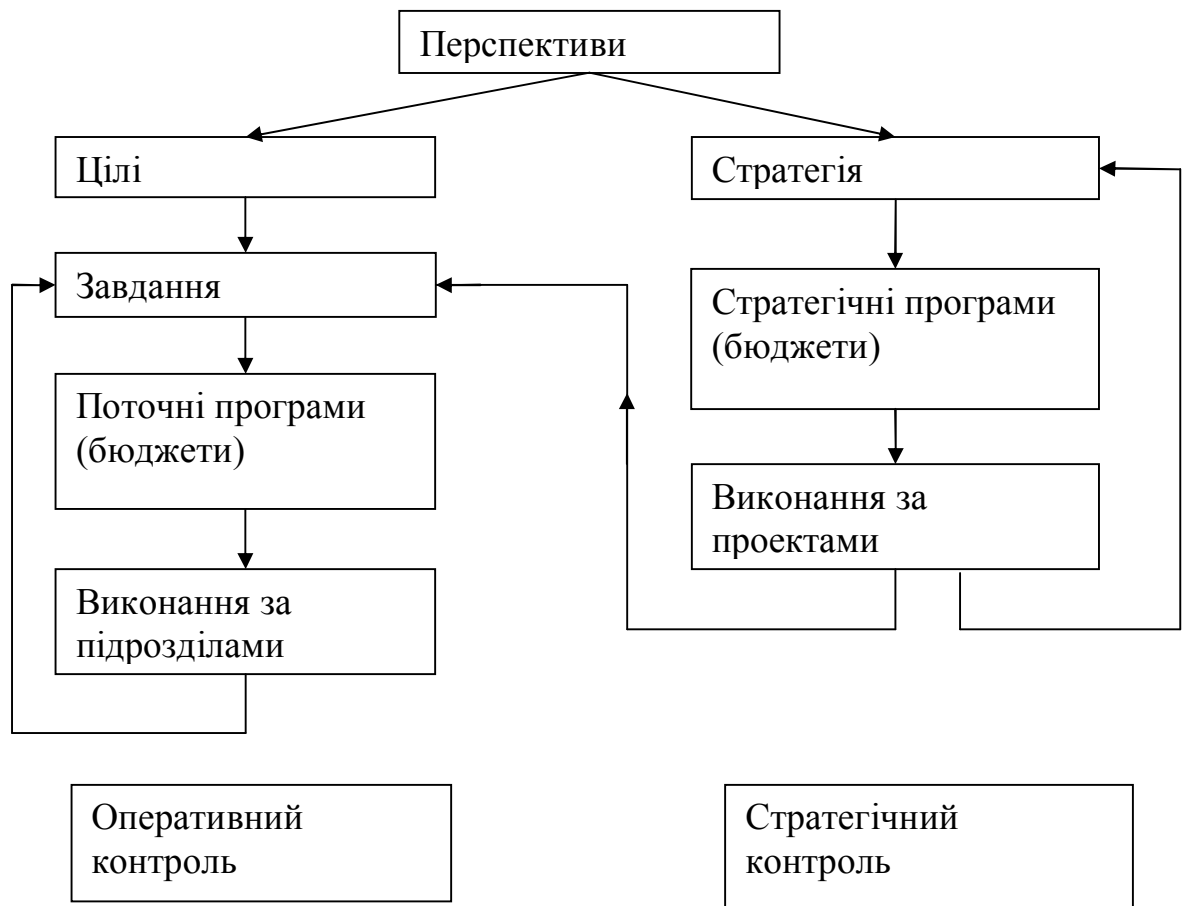 Перспективи
Цілі
Стратегія
Завдання
Стратегічні програми
(бюджети)
Поточні програми
(бюджети)
Виконання за
проектами
Виконання за
підрозділами
Оперативний
контроль
Стратегічний
контроль